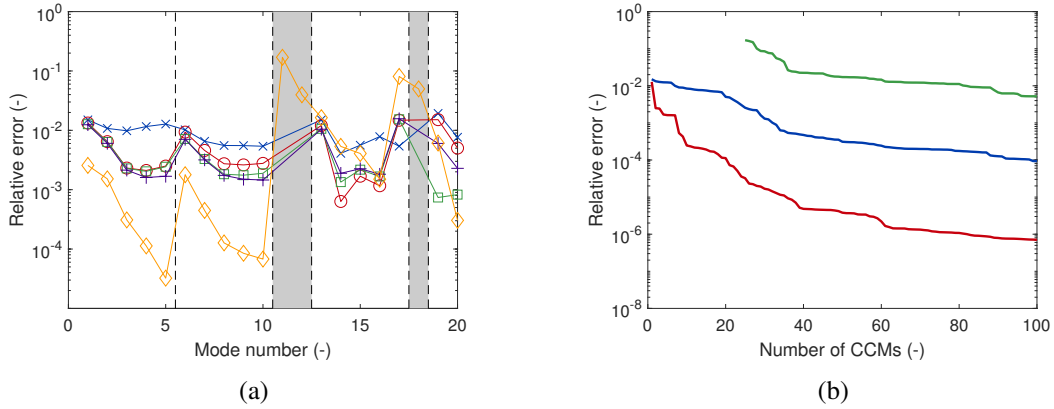 10^0
10^-1
10^-2
10^-3
10^-4
Relative error (-)
0 5 10 15 20
Mode number (-)
(a)
10^0
10^-2
10^-4
10^-6
10^-8
Relative error (-)
0 20 40 60 80 100
Number of CCMs (-)
(b)